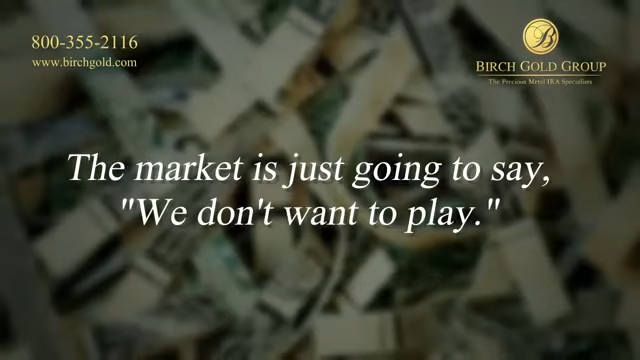 800-355-2116
www.birchgold.com
B
BIRCH GOLD GROUP
The Precious Metal IRA Specialists
The market is just going to say,
"We don't want to play."